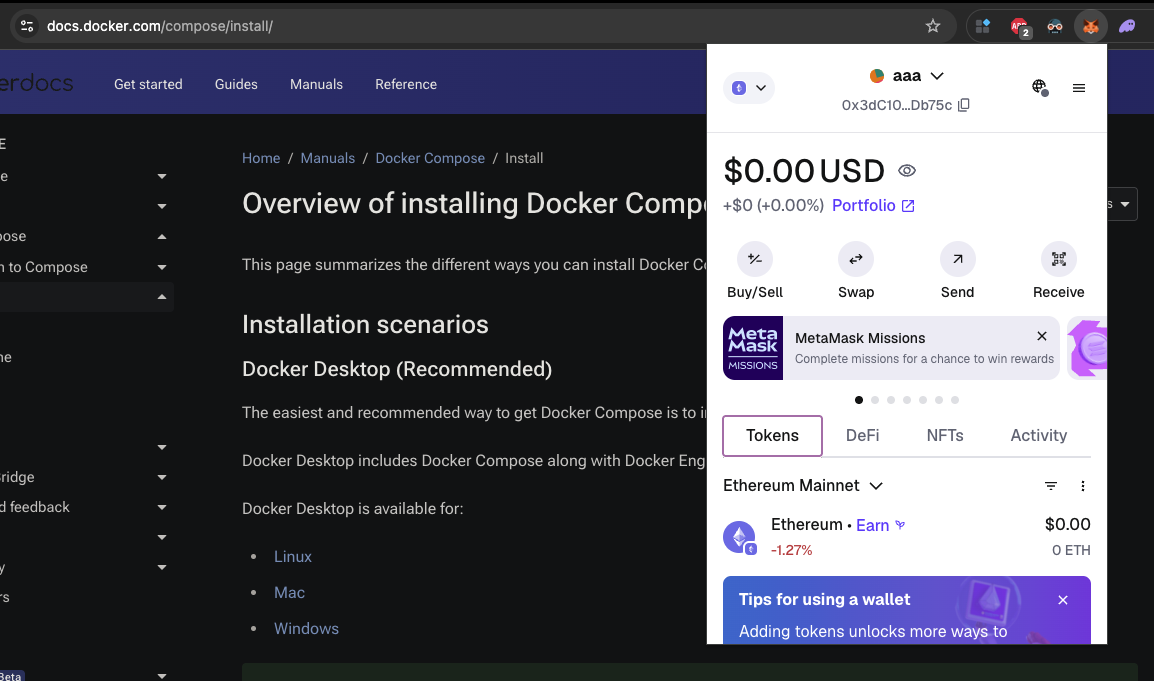 docs.docker.com/compose/install/
2
erdocs
Get started
Guides
Manuals
Reference
E
e
ose
n to Compose
ne
ridge
d feedback
y
rs
Beta
Home / Manuals / Docker Compose / Install
Overview of installing Docker Compo
This page summarizes the different ways you can install Docker Co
Installation scenarios
Docker Desktop (Recommended)
The easiest and recommended way to get Docker Compose is to i
Docker Desktop includes Docker Compose along with Docker Eng
Docker Desktop is available for:
• Linux
• Mac
• Windows
s
aaa
0x3dC10...Db75c
$0.00 USD
+$0 (+0.00%) Portfolio
Buy/Sell
Swap
Send
Receive
Meta
Mask
MISSIONS
MetaMask Missions
Complete missions for a chance to win rewards
Tokens
DeFi
NFTs
Activity
Ethereum Mainnet
Ethereum • Earn
$0.00
-1.27%
0 ETH
Tips for using a wallet
Adding tokens unlocks more ways to